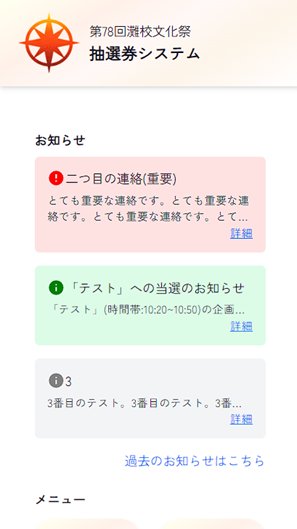 第78回灘校文化祭
抽選券システム
お知らせ
二つ目の連絡(重要)
とても重要な連絡です。とても重要な連
絡です。とても重要な連絡です。とて…
詳細
「テスト」への当選のお知らせ
「テスト」(時間帯:10:20~10:50)の企画…
詳細
3
3番目のテスト。3番目のテスト。3番…
詳細
過去のお知らせはこちら
メニュー